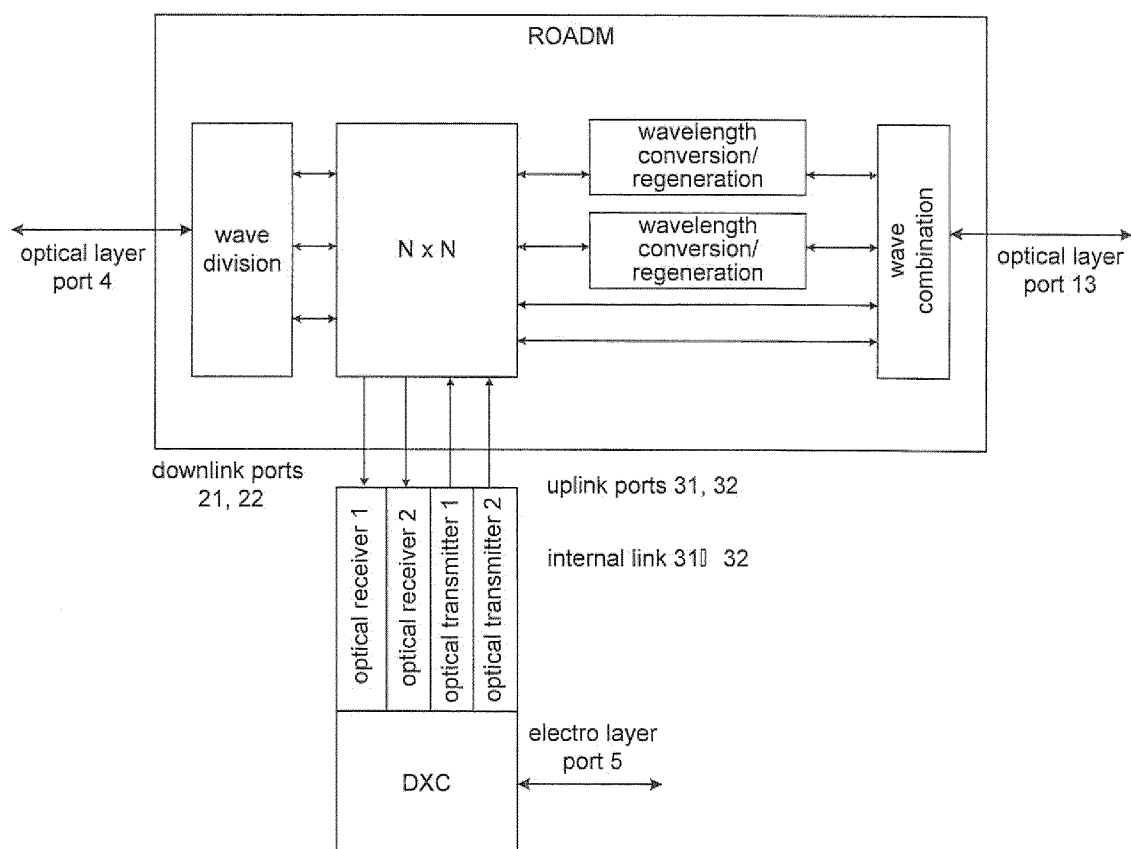 ROADM
wavelength
conversion/
regeneration
wavelength
conversion/
regeneration
wave
division
N x N
wave
combination
optical layer
port 4
optical layer
port 13
downlink ports
21, 22
uplink ports 31, 32
internal link 31▯ 32
optical receiver 1
optical receiver 2
optical transmitter 1
optical transmitter 2
electro layer
port 5
DXC